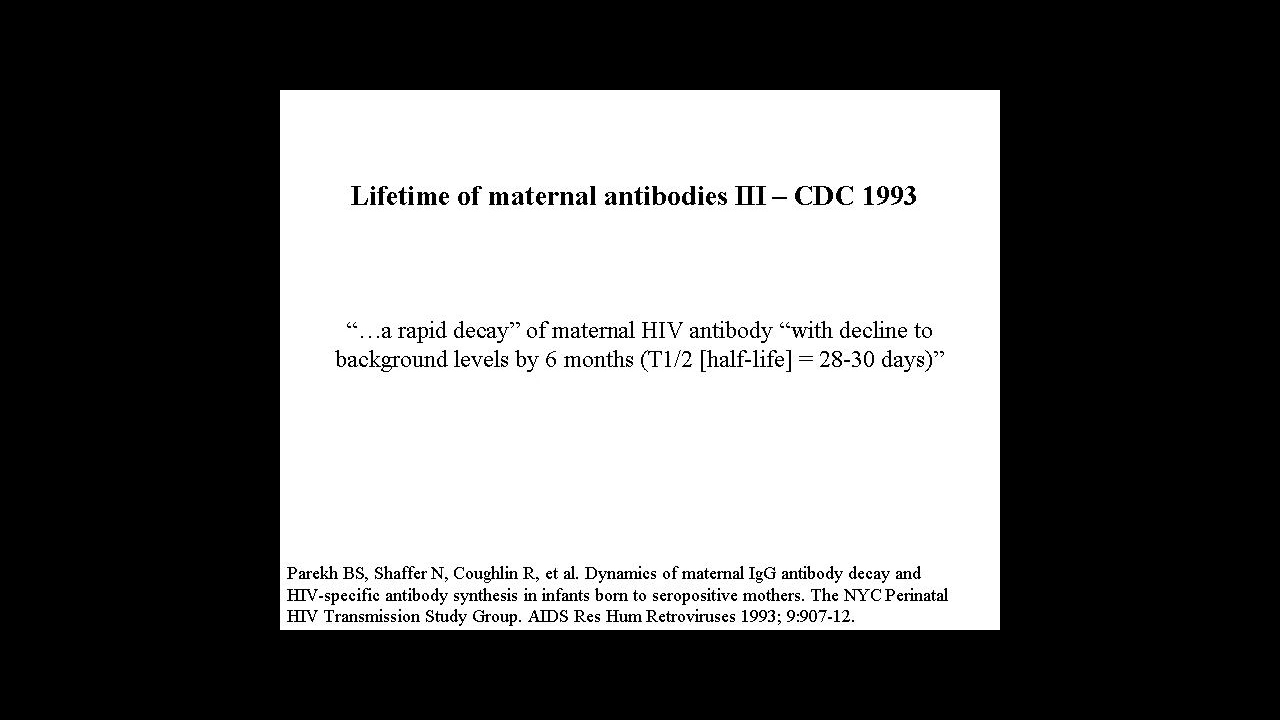 Lifetime of maternal antibodies III – CDC 1993
“…a rapid decay” of maternal HIV antibody “with decline to
background levels by 6 months (T1/2 [half-life] = 28-30 days)”
Parekh BS, Shaffer N, Coughlin R, et al. Dynamics of maternal IgG antibody decay and
HIV-specific antibody synthesis in infants born to seropositive mothers. The NYC Perinatal
HIV Transmission Study Group. AIDS Res Hum Retroviruses 1993; 9:907-12.